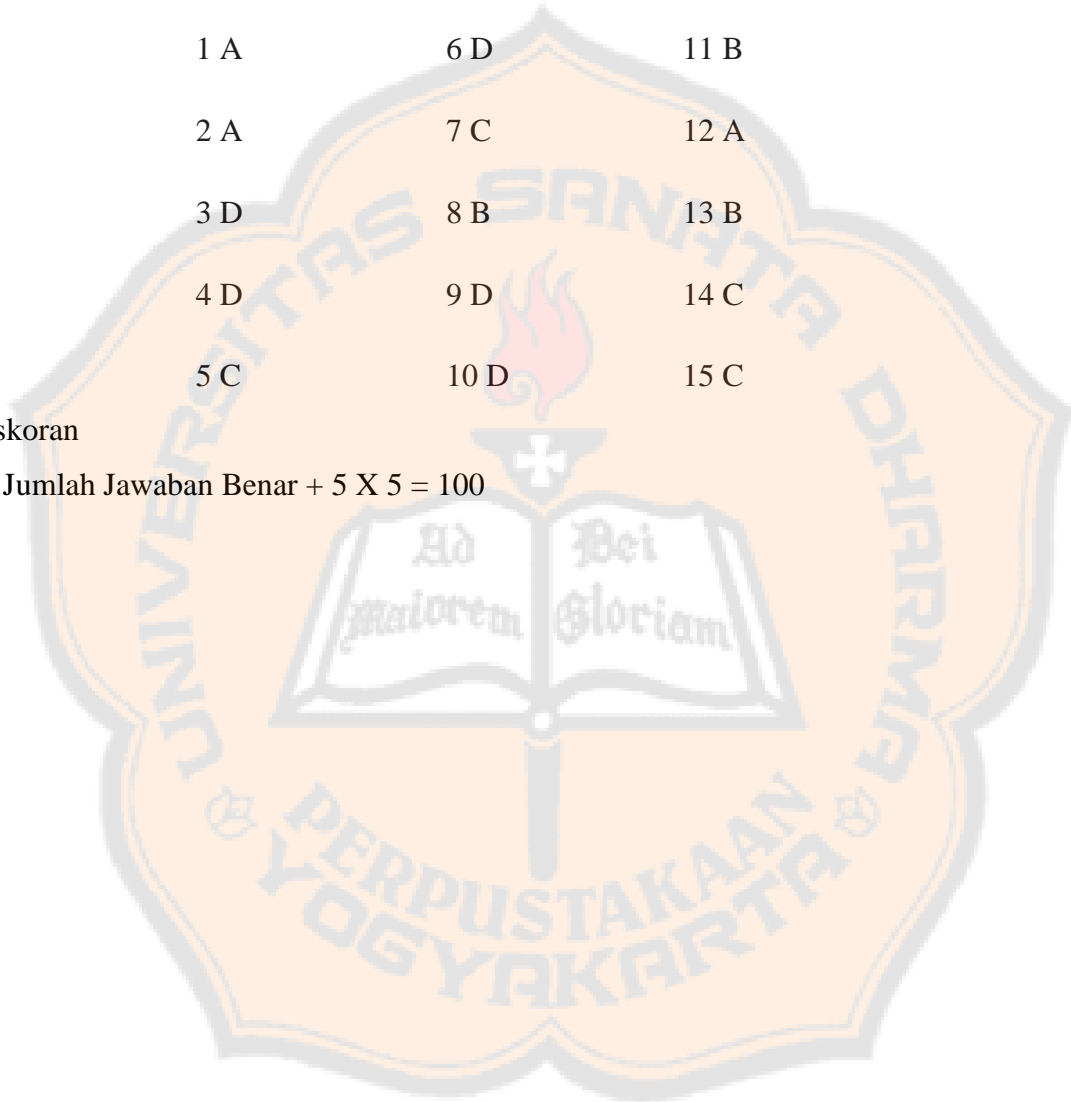 1 A 6 D 11 B
2 A 7 C 12 A
3 D 8 B 13 B
4 D 9 D 14 C
5 C 10 D 15 C
skoran
Jumlah Jawaban Benar + 5 X 5 = 100
UNIVERSITAS SANATA DHARMA
Ad Dei
Maiorem Gloriam
PERPUSTAKAAN
YOGYAKARTA